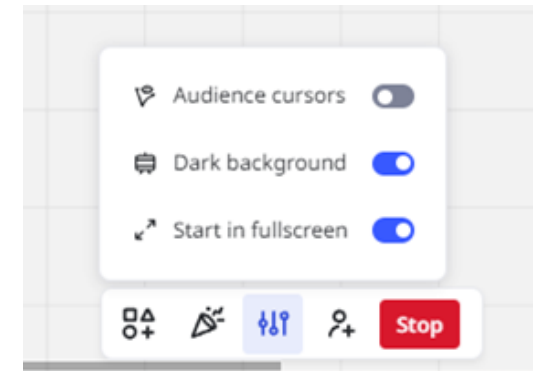 Audience cursors
Dark background
Start in fullscreen
Stop